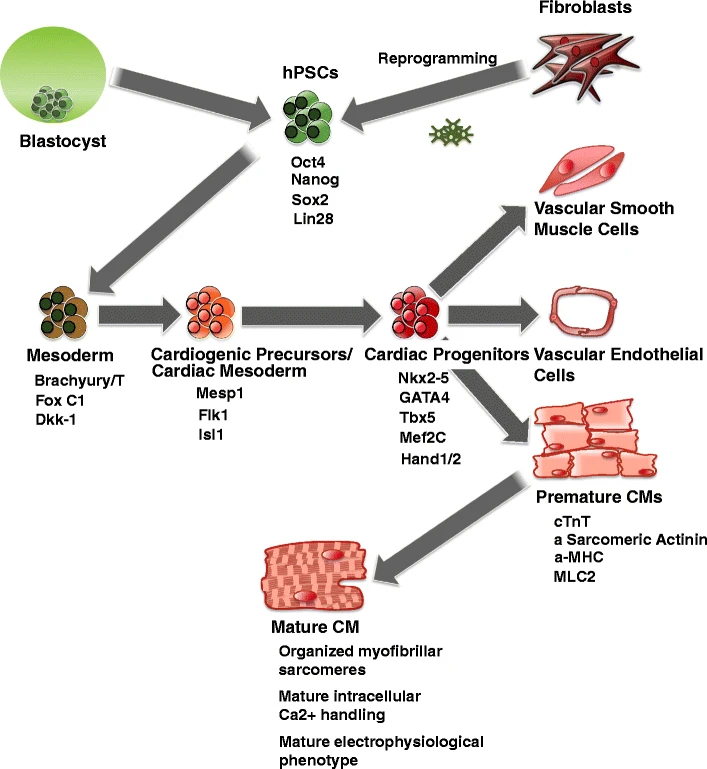 Fibroblasts
Reprogramming
hPSCs
Blastocyst
Oct4
Nanog
Sox2
Lin28
Vascular Smooth
Muscle Cells
Mesoderm
Brachyury/T
Fox C1
Dkk-1
Cardiogenic Precursors/
Cardiac Mesoderm
Mesp1
Flk1
Isl1
Cardiac Progenitors
Nkx2-5
GATA4
Tbx5
Mef2C
Hand1/2
Vascular Endothelial
Cells
Premature CMs
cTnT
a Sarcomeric Actinin
a-MHC
MLC2
Mature CM
Organized myofibrillar
sarcomeres
Mature intracellular
Ca2+ handling
Mature electrophysiological
phenotype